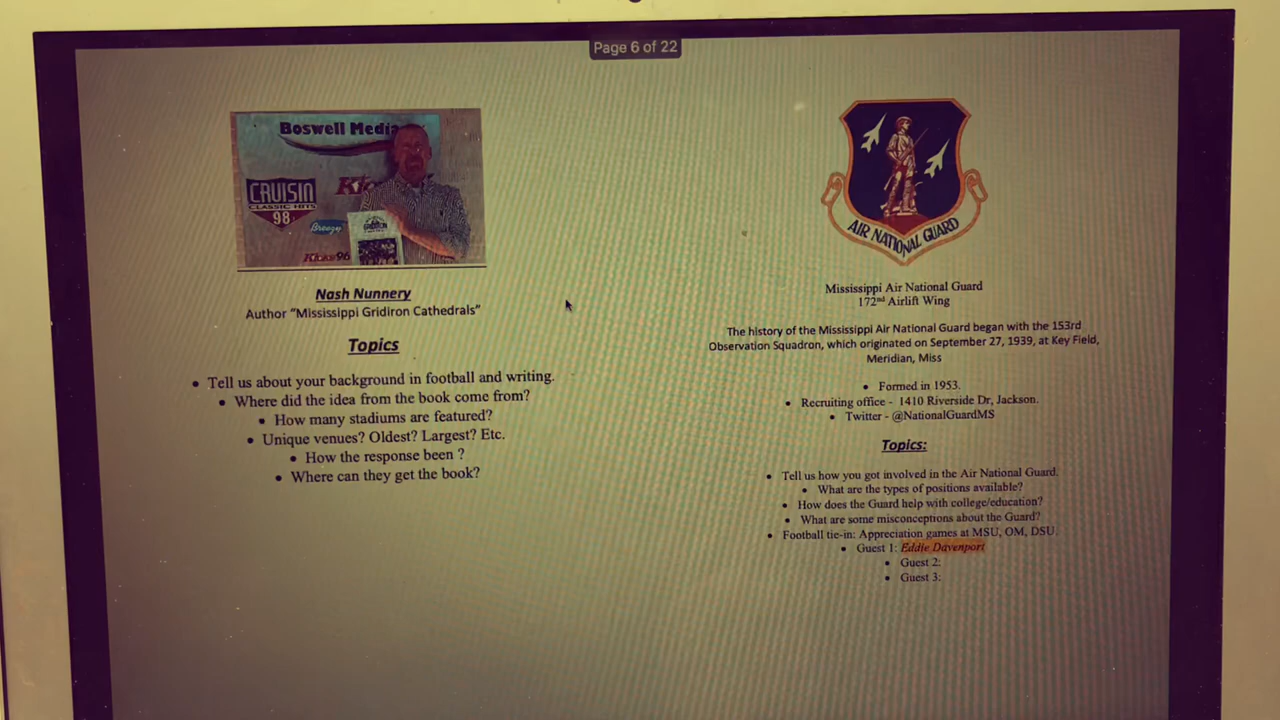 Page 6 of 22
Boswell Media
CRUISIN
CLASSIC HITS
98
Breezy
Kicks96
GRIDIRON
Nash Nunnery
Author “Mississippi Gridiron Cathedrals”
Topics
• Tell us about your background in football and writing.
• Where did the idea from the book come from?
• How many stadiums are featured?
• Unique venues? Oldest? Largest? Etc.
• How the response been ?
• Where can they get the book?
AIR NATIONAL GUARD
Mississippi Air National Guard
172nd Airlift Wing
The history of the Mississippi Air National Guard began with the 153rd
Observation Squadron, which originated on September 27, 1939, at Key Field,
Meridian, Miss
• Formed in 1953.
• Recruiting office - 1410 Riverside Dr, Jackson.
• Twitter - @NationalGuardMS
Topics:
• Tell us how you got involved in the Air National Guard.
• What are the types of positions available?
• How does the Guard help with college/education?
• What are some misconceptions about the Guard?
• Football tie-in: Appreciation games at MSU, OM, DSU.
• Guest 1: Eddie Davenport
• Guest 2:
• Guest 3: